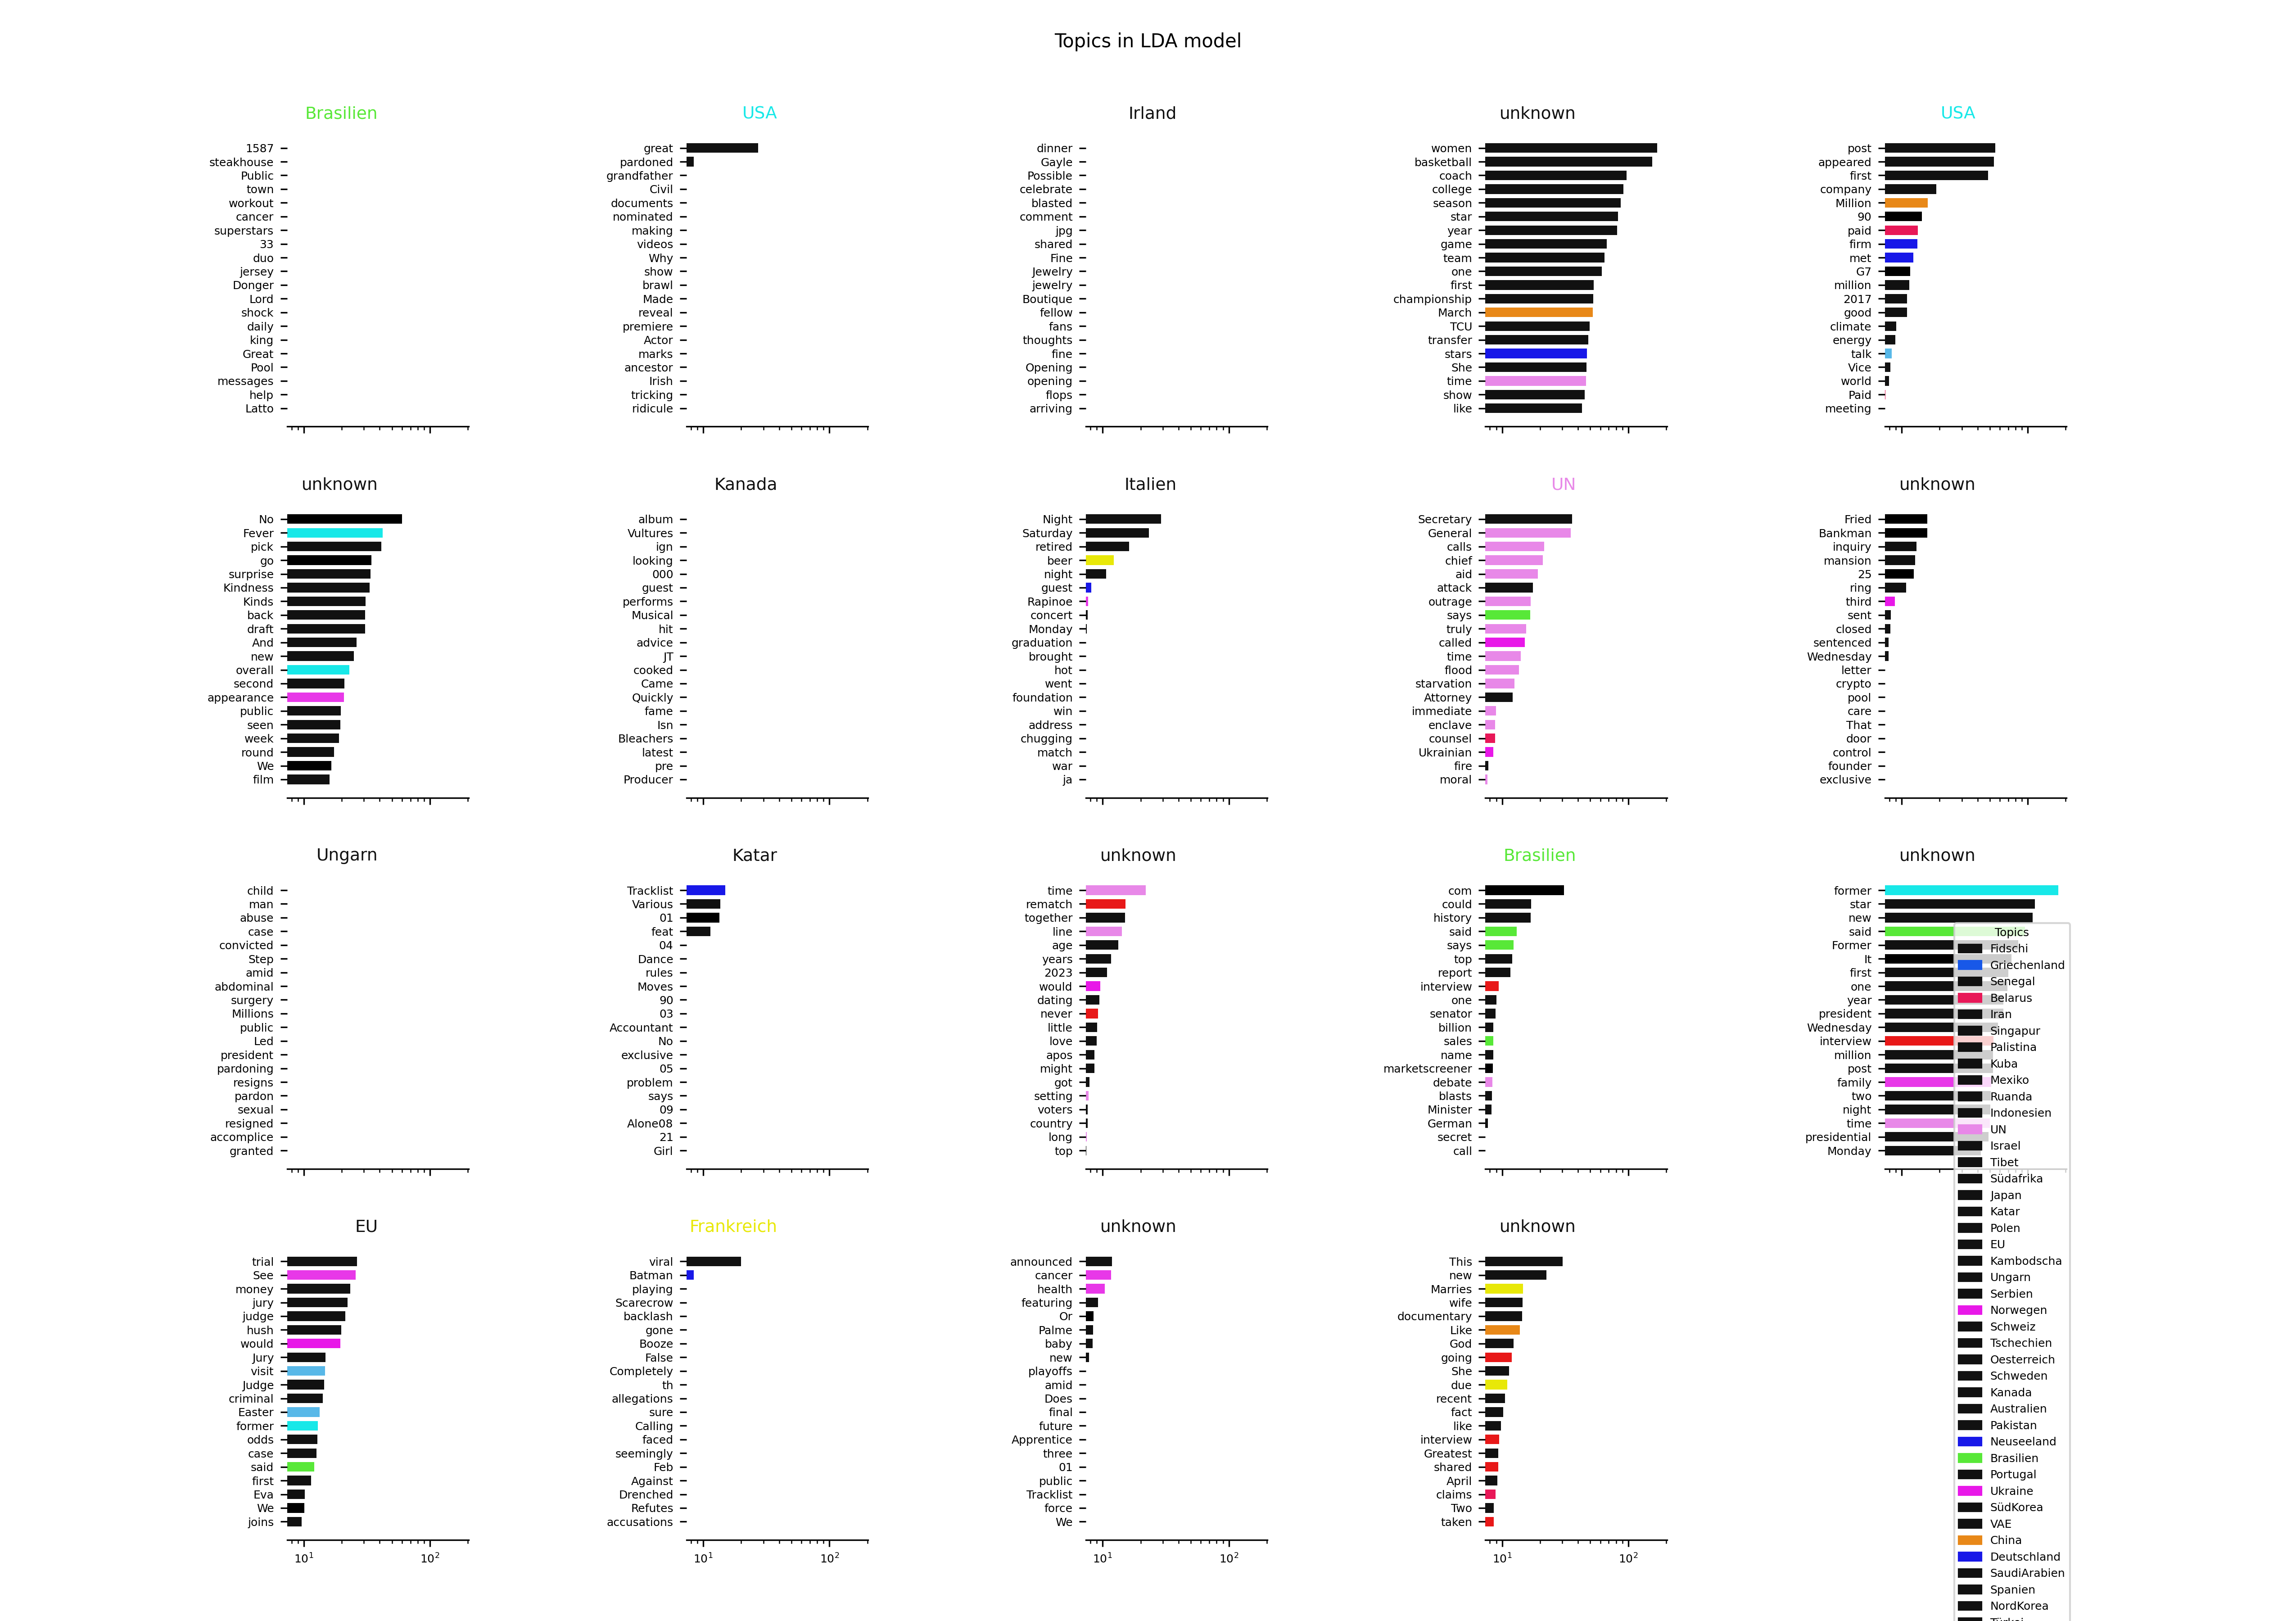 Topics in LDA model
Brasilien
1587
steakhouse
Public
town
workout
cancer
superstars
33
duo
jersey
Donger
Lord
shock
daily
king
Great
Pool
messages
help
Latto
USA
great
pardoned
grandfather
Civil
documents
nominated
making
videos
Why
show
brawl
Made
reveal
premiere
Actor
marks
ancestor
Irish
tricking
ridicule
Irland
dinner
Gayle
Possible
celebrate
blasted
comment
jpg
shared
Fine
Jewelry
jewelry
Boutique
fellow
fans
thoughts
fine
Opening
opening
flops
arriving
unknown
women
basketball
coach
college
season
star
year
game
team
one
first
championship
March
TCU
transfer
stars
She
time
show
like
USA
post
appeared
first
company
Million
90
paid
firm
met
G7
million
2017
good
climate
energy
talk
Vice
world
Paid
meeting
unknown
No
Fever
pick
go
surprise
Kindness
Kinds
back
draft
And
new
overall
second
appearance
public
seen
week
round
We
film
Kanada
album
Vultures
ign
looking
000
guest
performs
Musical
hit
advice
JT
cooked
Came
Quickly
fame
Isn
Bleachers
latest
pre
Producer
Italien
Night
Saturday
retired
beer
night
guest
Rapinoe
concert
Monday
graduation
brought
hot
went
foundation
win
address
chugging
match
war
ja
UN
Secretary
General
calls
chief
aid
attack
outrage
says
truly
called
time
flood
starvation
Attorney
immediate
enclave
counsel
Ukrainian
fire
moral
unknown
Fried
Bankman
inquiry
mansion
25
ring
third
sent
closed
sentenced
Wednesday
letter
crypto
pool
care
That
door
control
founder
exclusive
Ungarn
child
man
abuse
case
convicted
Step
amid
abdominal
surgery
Millions
public
Led
president
pardoning
resigns
pardon
sexual
resigned
accomplice
granted
Katar
Tracklist
Various
01
feat
04
Dance
rules
Moves
90
03
Accountant
No
exclusive
05
problem
says
09
Alone08
21
Girl
unknown
time
rematch
together
line
age
years
2023
would
dating
never
little
love
apos
might
got
setting
voters
country
long
top
Brasilien
com
could
history
said
says
top
report
interview
one
senator
billion
sales
name
marketscreener
debate
blasts
Minister
German
secret
call
unknown
former
star
new
said
Former
It
first
one
year
president
Wednesday
interview
million
post
family
two
night
time
presidential
Monday
EU
trial
See
money
jury
judge
hush
would
Jury
visit
Judge
criminal
Easter
former
odds
case
said
first
Eva
We
joins
10^1 10^2
Frankreich
viral
Batman
playing
Scarecrow
backlash
gone
Booze
False
Completely
th
allegations
sure
Calling
faced
seemingly
Feb
Against
Drenched
Refutes
accusations
10^1 10^2
unknown
announced
cancer
health
featuring
Or
Palme
baby
new
playoffs
amid
Does
final
future
Apprentice
three
01
public
Tracklist
force
We
10^1 10^2
unknown
This
new
Marries
wife
documentary
Like
God
going
She
due
recent
fact
like
interview
Greatest
shared
April
claims
Two
taken
10^1 10^2
Topics
Fidschi
Griechenland
Senegal
Belarus
Iran
Singapur
Palistina
Kuba
Mexiko
Ruanda
Indonesien
UN
Israel
Tibet
Südafrika
Japan
Katar
Polen
EU
Kambodscha
Ungarn
Serbien
Norwegen
Schweiz
Tschechien
Oesterreich
Schweden
Kanada
Australien
Pakistan
Neuseeland
Brasilien
Portugal
Ukraine
SüdKorea
VAE
China
Deutschland
SaudiArabien
Spanien
NordKorea